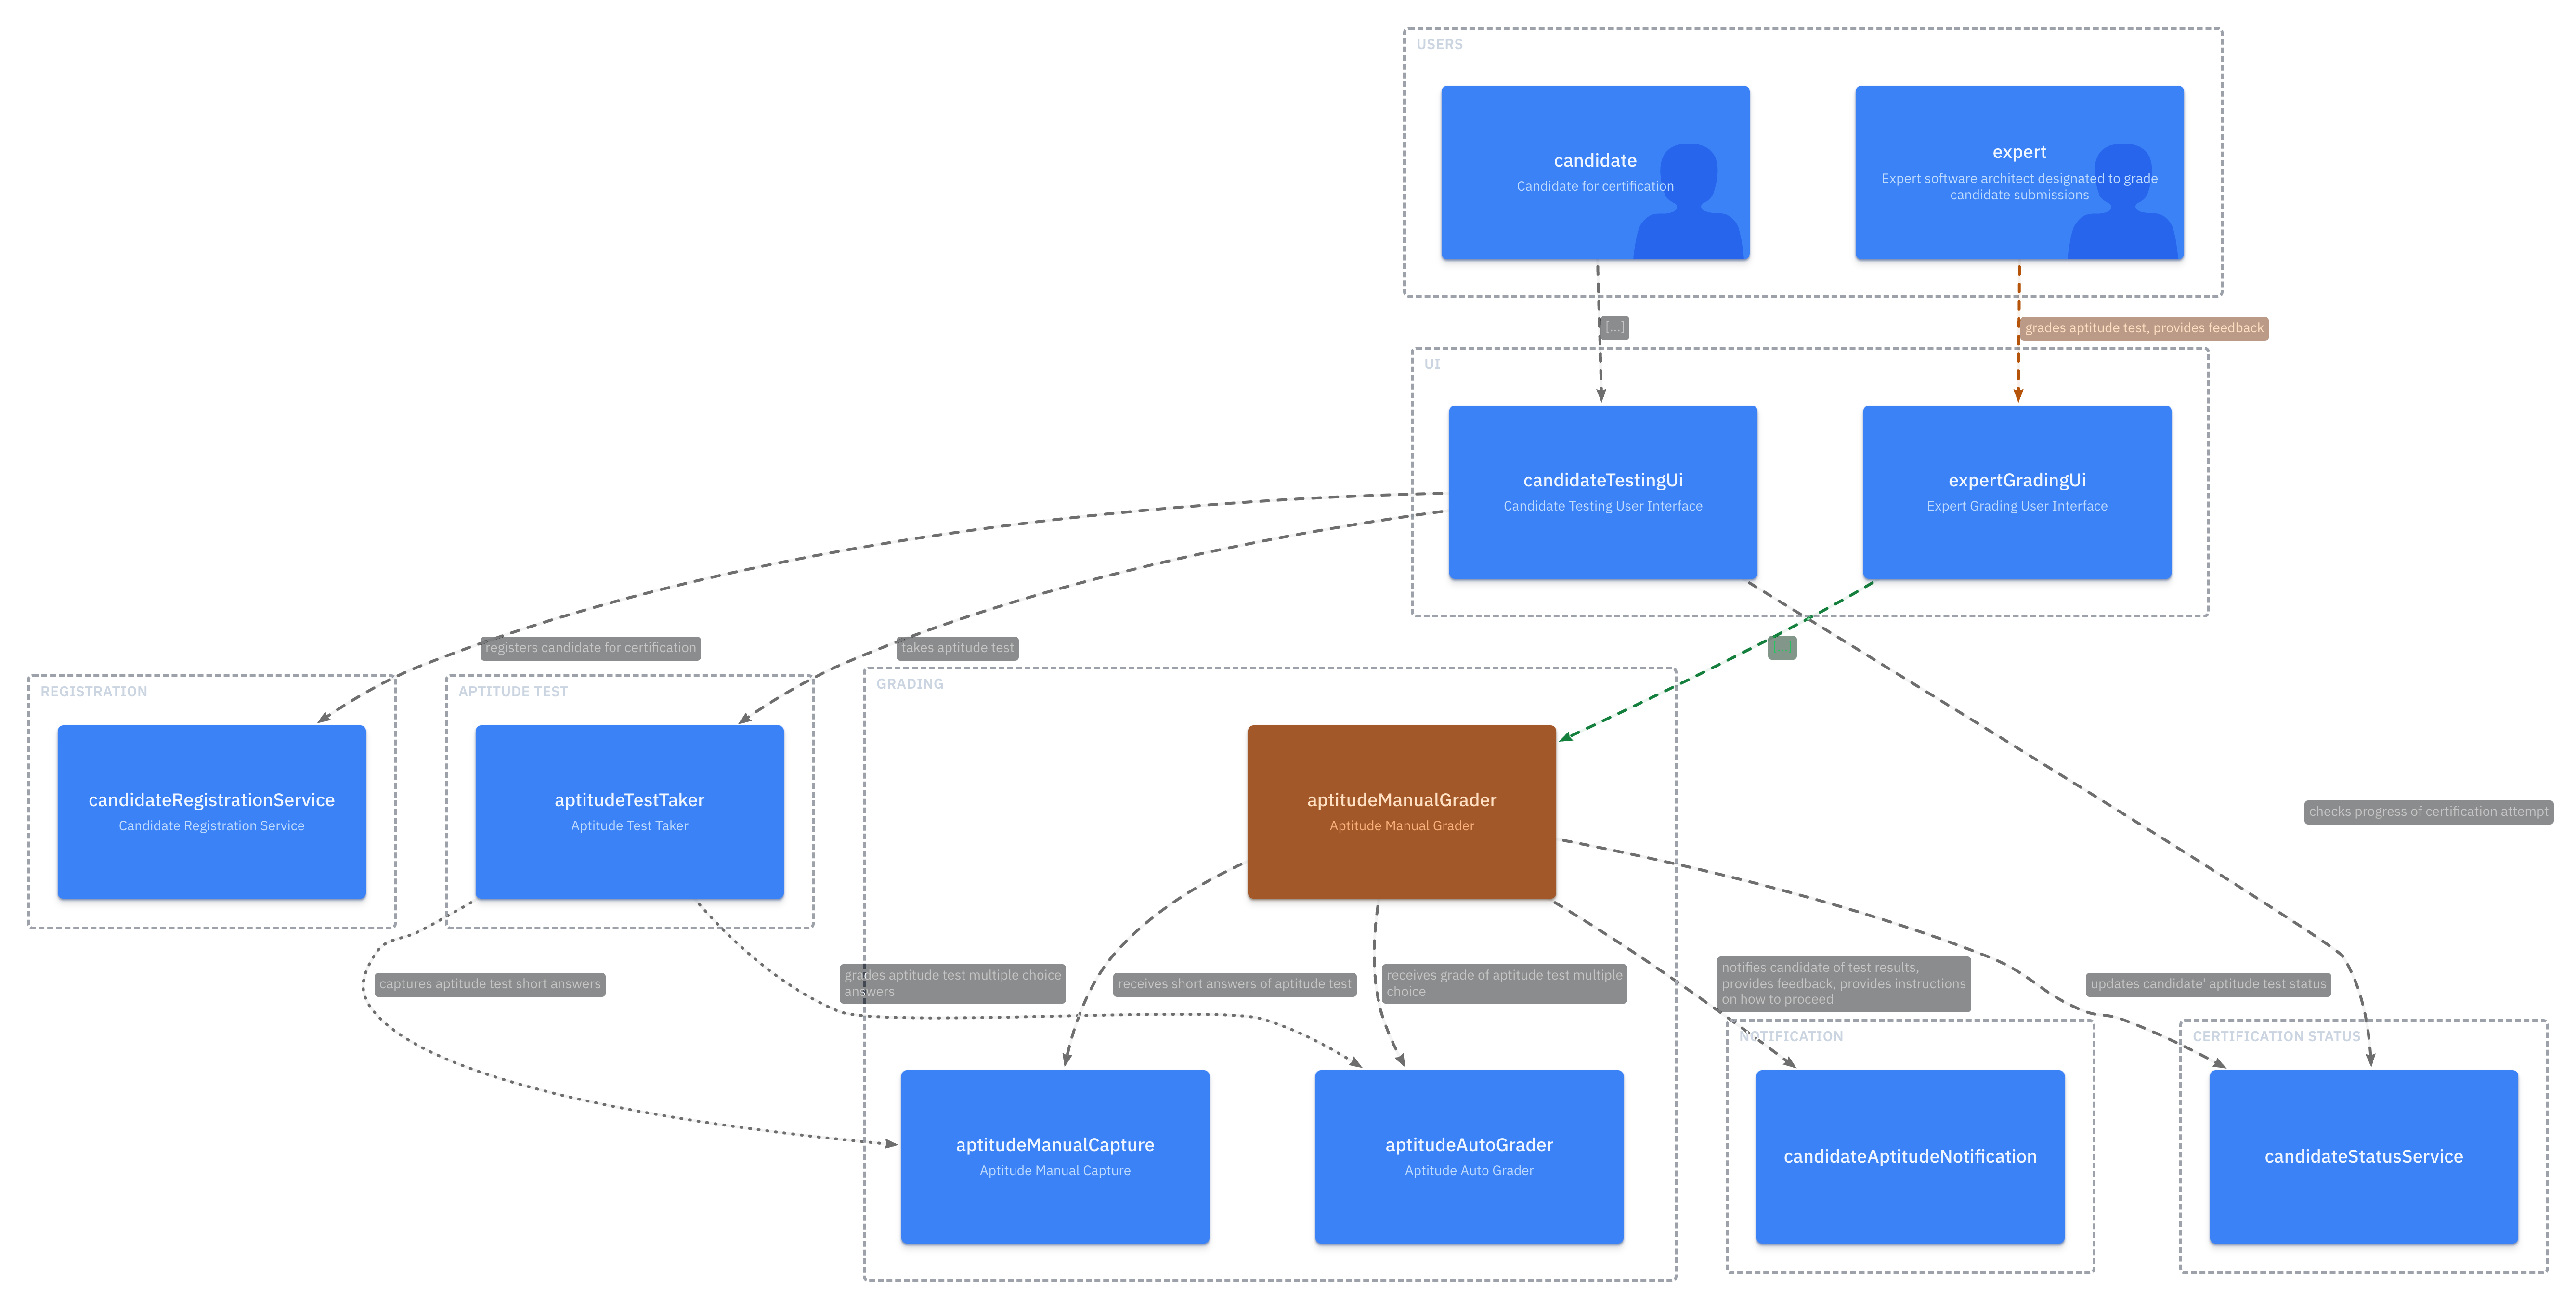 USERS
candidate
Candidate for certification
expert
Expert software architect designated to grade
candidate submissions
[...]
grades aptitude test, provides feedback
UI
candidateTestingUi
Candidate Testing User Interface
expertGradingUi
Expert Grading User Interface
registers candidate for certification
takes aptitude test
[...]
REGISTRATION
candidateRegistrationService
Candidate Registration Service
APTITUDE TEST
aptitudeTestTaker
Aptitude Test Taker
GRADING
aptitudeManualGrader
Aptitude Manual Grader
checks progress of certification attempt
captures aptitude test short answers
grades aptitude test multiple choice
answers
receives short answers of aptitude test
receives grade of aptitude test multiple
choice
notifies candidate of test results,
provides feedback, provides instructions
on how to proceed
updates candidate' aptitude test status
NOTIFICATION
CERTIFICATION STATUS
aptitudeManualCapture
Aptitude Manual Capture
aptitudeAutoGrader
Aptitude Auto Grader
candidateAptitudeNotification
candidateStatusService